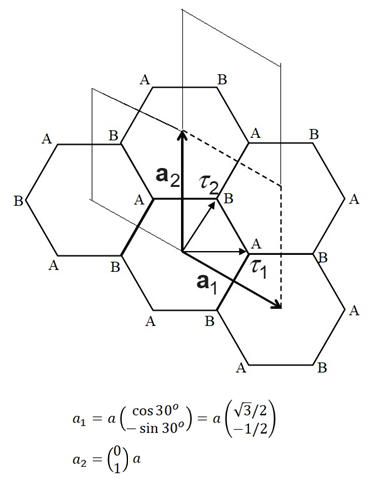 A B
A B A B
a₂ τ₂
B A B A
A B
A B a₁ τ₁
A B A
A B
a₁ = a (cos 30° − sin 30°) = a (√3/2 −1/2)
a₂ = (0 1) a